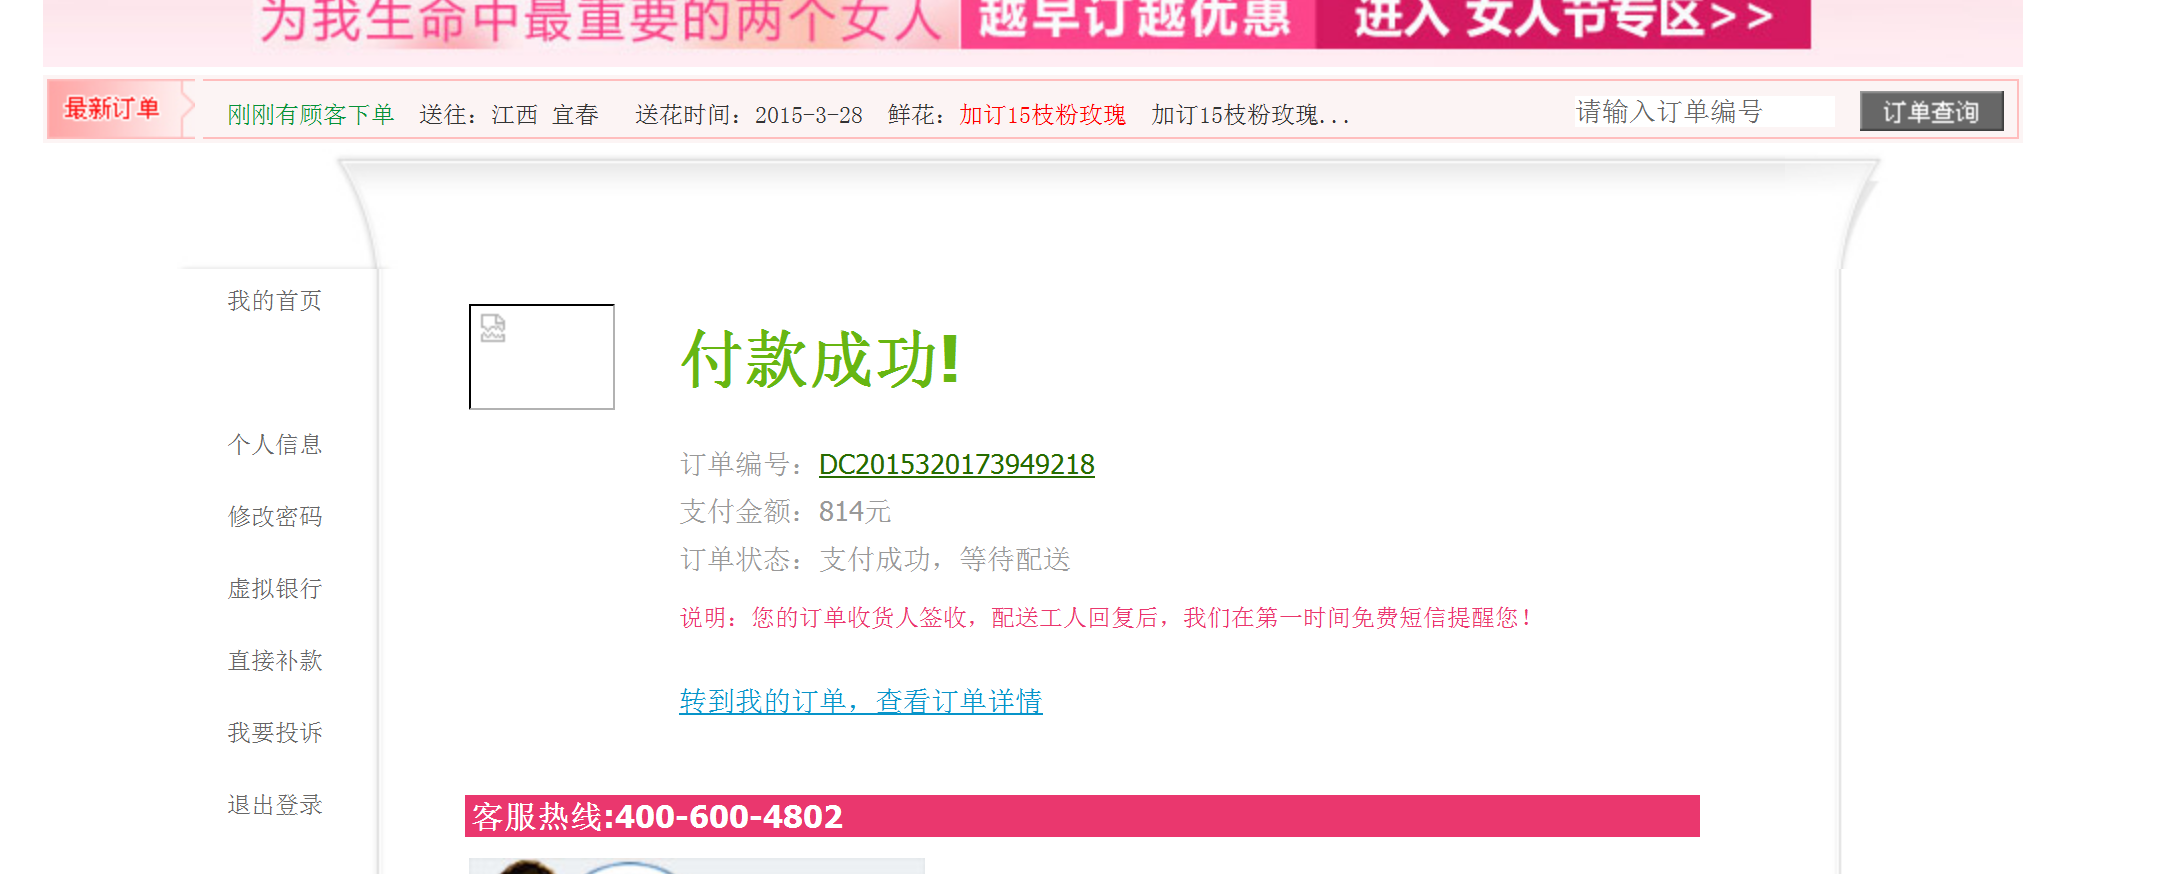 为我生命中最重要的两个女人 越早订越优惠 进入 女人节专区>>
最新订单 刚刚有顾客下单 送往：江西 宜春 送花时间：2015-3-28 鲜花：加订15枝粉玫瑰 加订15枝粉玫瑰... 请输入订单编号 订单查询
我的首页
付款成功!
个人信息
订单编号：DC2015320173949218
修改密码
支付金额：814元
订单状态：支付成功，等待配送
虚拟银行
说明：您的订单收货人签收，配送工人回复后，我们在第一时间免费短信提醒您！
直接补款
转到我的订单，查看订单详情
我要投诉
退出登录
客服热线:400-600-4802